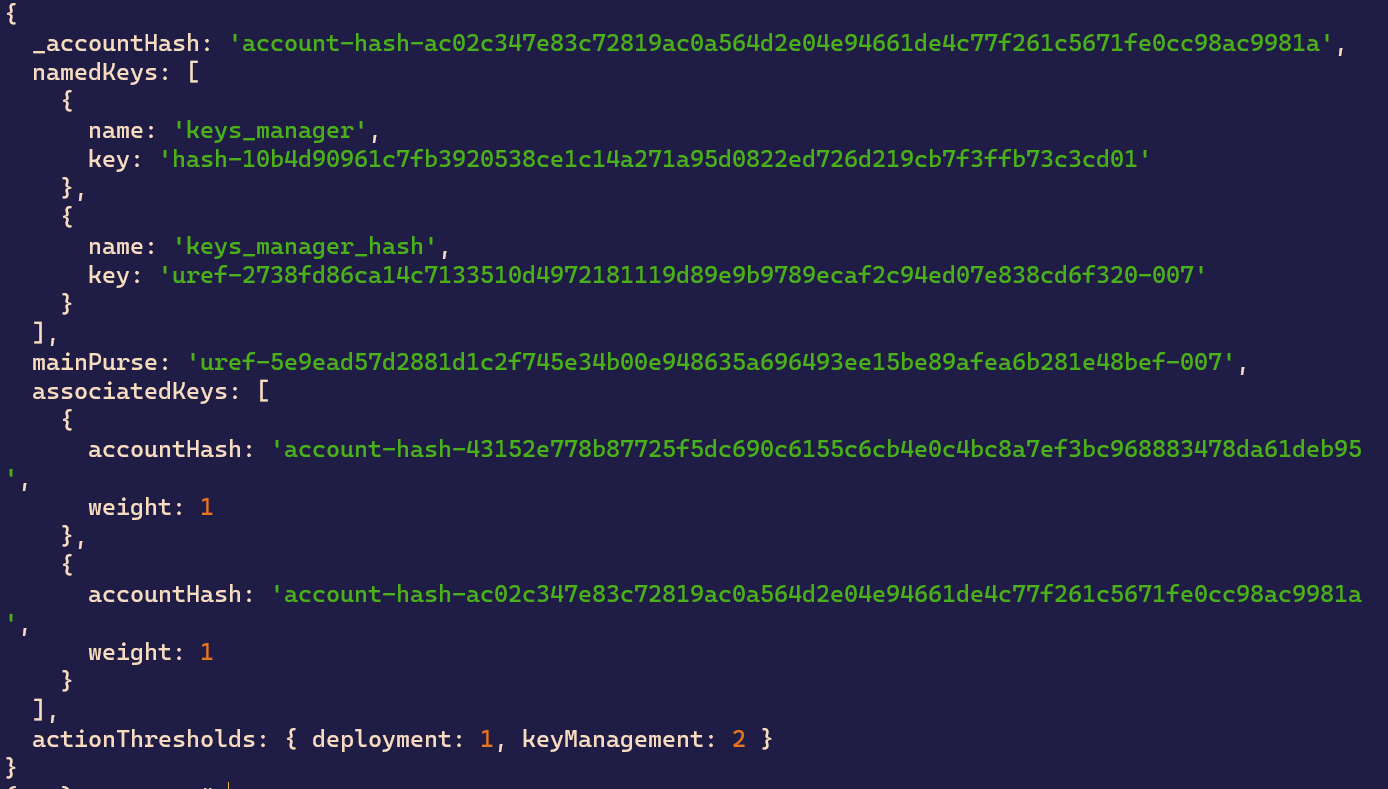 {
  _accountHash: 'account-hash-ac02c347e83c72819ac0a564d2e04e94661de4c77f261c5671fe0cc98ac9981a',
  namedKeys: [
    {
      name: 'keys_manager',
      key: 'hash-10b4d90961c7fb3920538ce1c14a271a95d0822ed726d219cb7f3ffb73c3cd01'
    },
    {
      name: 'keys_manager_hash',
      key: 'uref-2738fd86ca14c7133510d4972181119d89e9b9789ecaf2c94ed07e838cd6f320-007'
    }
  ],
  mainPurse: 'uref-5e9ead57d2881d1c2f745e34b00e948635a696493ee15be89afea6b281e48bef-007',
  associatedKeys: [
    {
      accountHash: 'account-hash-43152e778b87725f5dc690c6155c6cb4e0c4bc8a7ef3bc968883478da61deb95
',
      weight: 1
    },
    {
      accountHash: 'account-hash-ac02c347e83c72819ac0a564d2e04e94661de4c77f261c5671fe0cc98ac9981a
',
      weight: 1
    }
  ],
  actionThresholds: { deployment: 1, keyManagement: 2 }
}